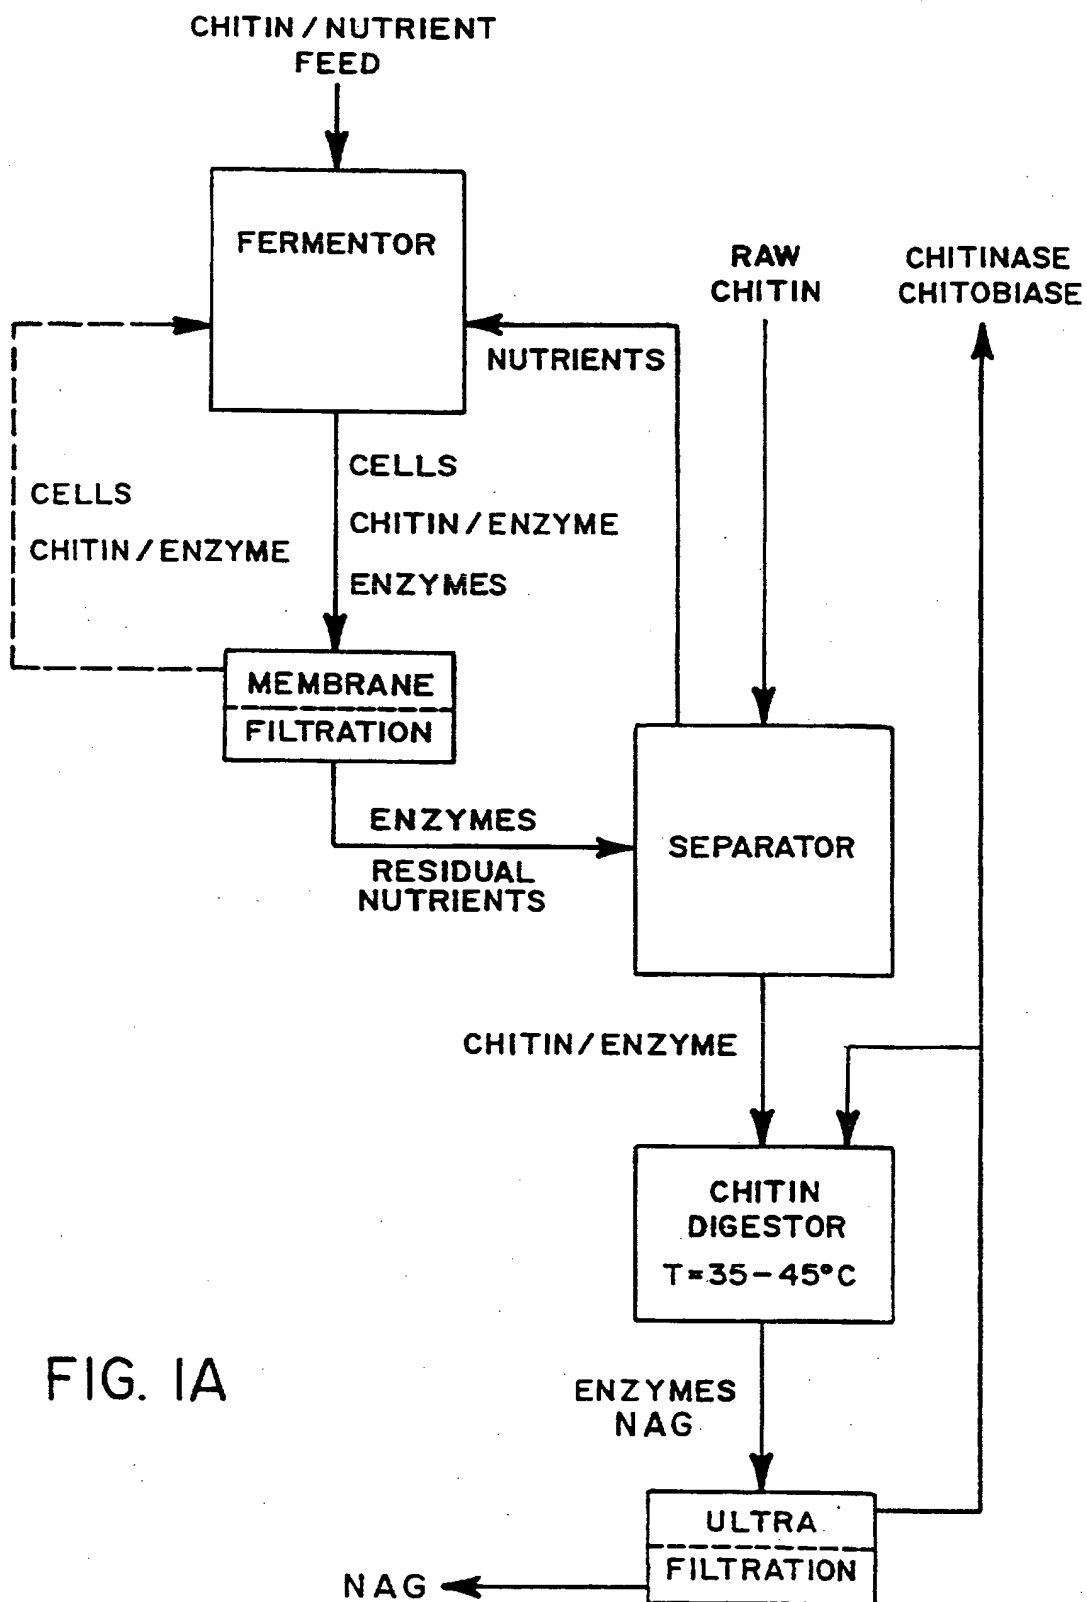 CHITIN/NUTRIENT
FEED
FERMENTOR
RAW
CHITIN
CHITINASE
CHITOBIASE
NUTRIENTS
CELLS
CHITIN/ENZYME
ENZYMES
CELLS
CHITIN/ENZYME
MEMBRANE
FILTRATION
ENZYMES
RESIDUAL
NUTRIENTS
SEPARATOR
CHITIN/ENZYME
CHITIN
DIGESTOR
T=35-45°C
FIG. 1A
ENZYMES
NAG
ULTRA
FILTRATION
NAG